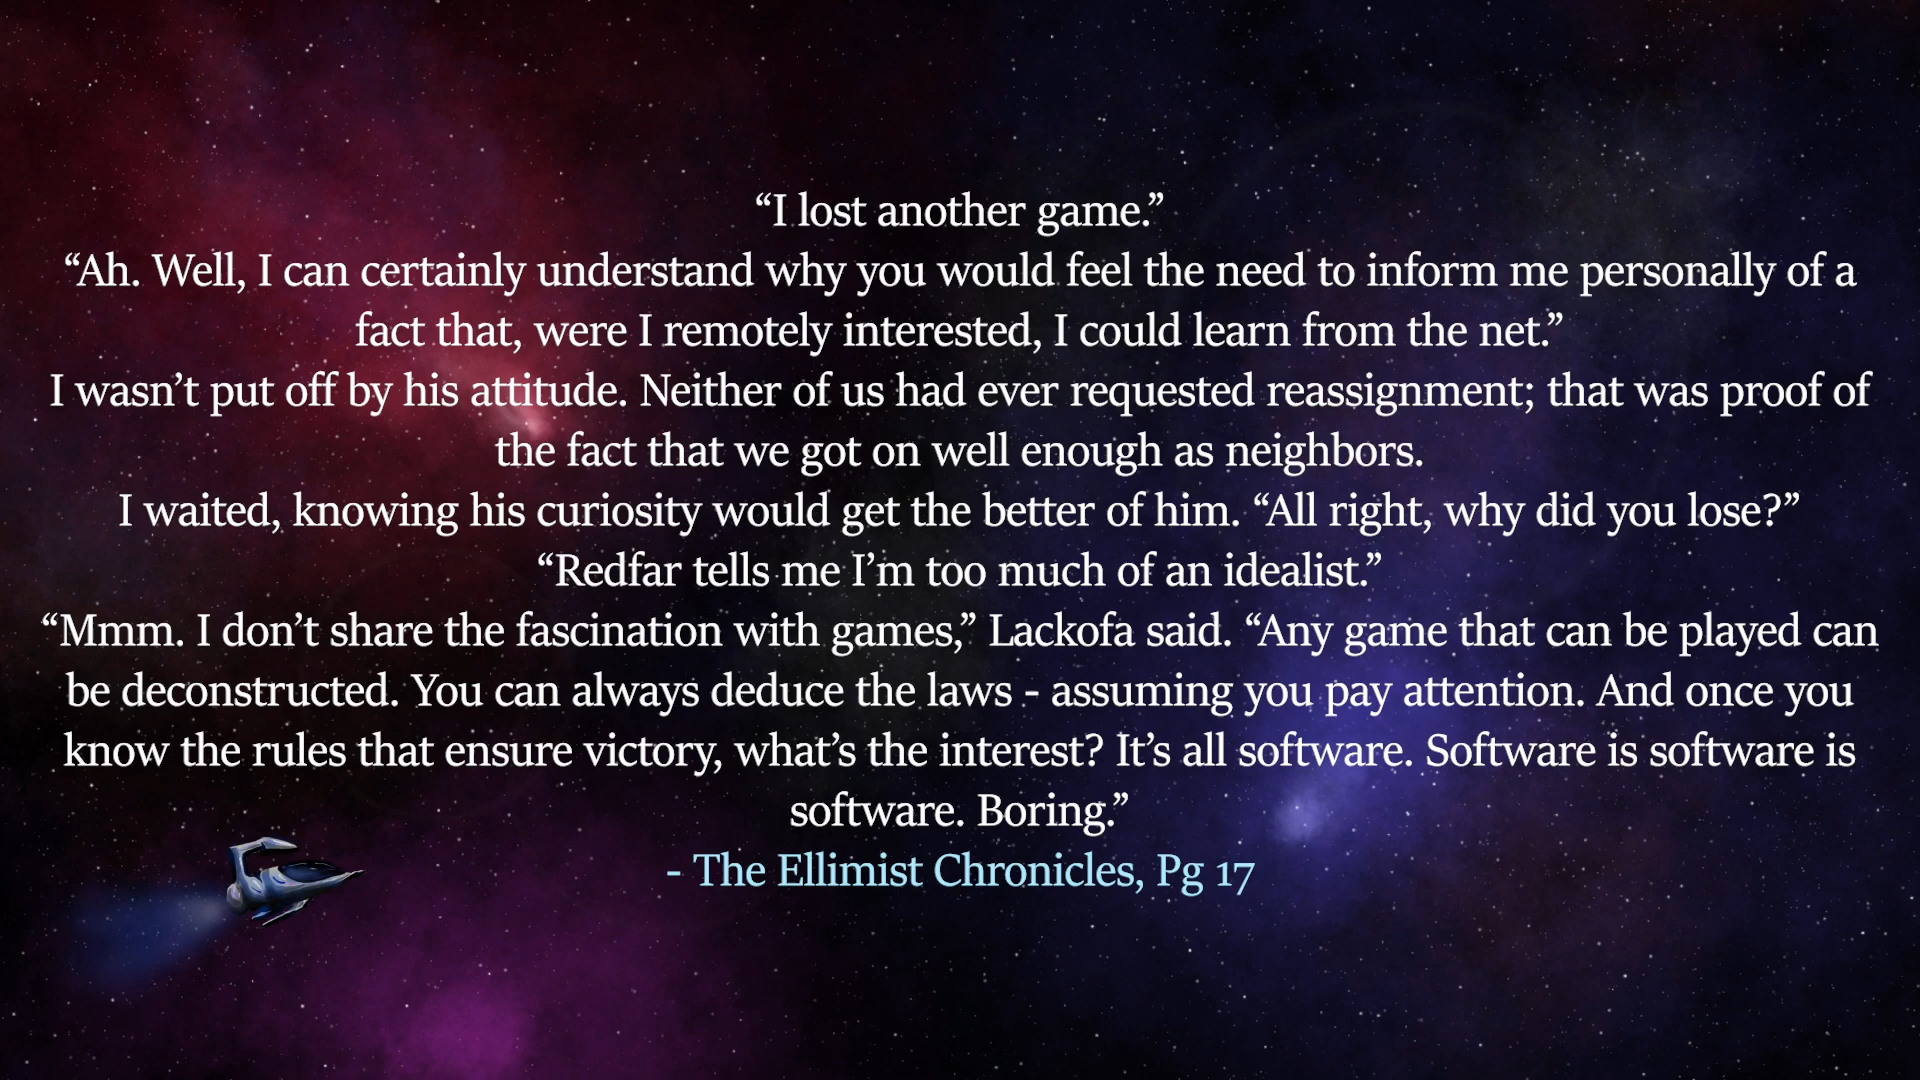 “I lost another game.”
“Ah. Well, I can certainly understand why you would feel the need to inform me personally of a
fact that, were I remotely interested, I could learn from the net.”
I wasn’t put off by his attitude. Neither of us had ever requested reassignment; that was proof of
the fact that we got on well enough as neighbors.
I waited, knowing his curiosity would get the better of him. “All right, why did you lose?”
“Redfar tells me I’m too much of an idealist.”
“Mmm. I don’t share the fascination with games,” Lackofa said. “Any game that can be played can
be deconstructed. You can always deduce the laws - assuming you pay attention. And once you
know the rules that ensure victory, what’s the interest? It’s all software. Software is software is
software. Boring.”
- The Ellimist Chronicles, Pg 17